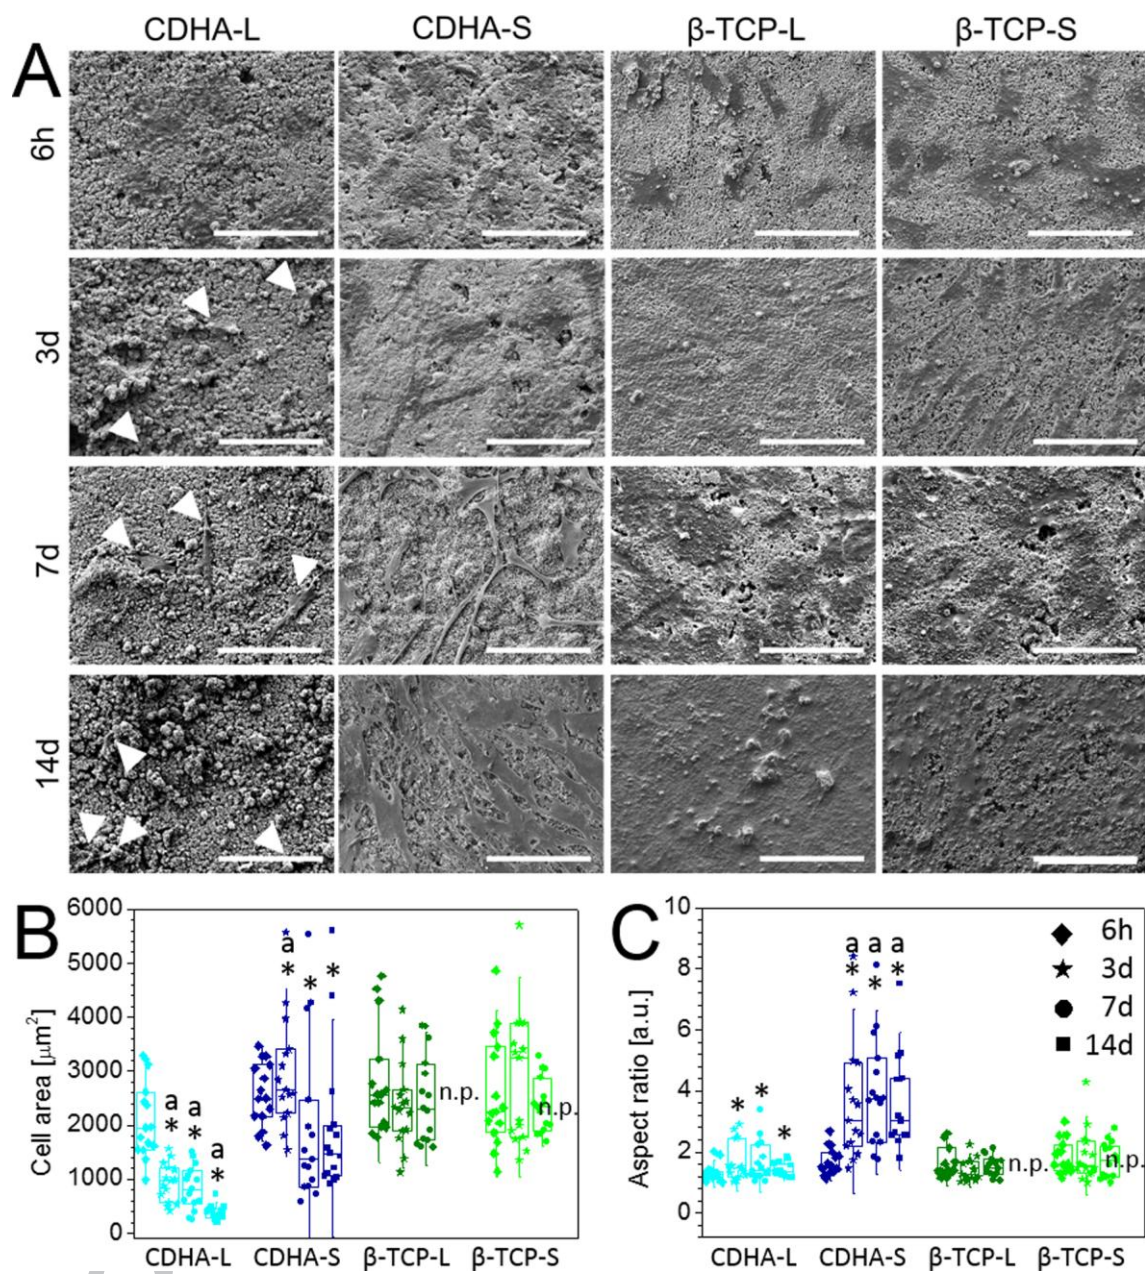 CDHA-L CDHA-S β-TCP-L β-TCP-S
A
6h
3d
7d
14d
B
6000
5000
4000
3000
2000
1000
0
Cell area [μm²]
a
*
a
*
a
*
a
*
*
*
n.p.
n.p.
CDHA-L CDHA-S β-TCP-L β-TCP-S
C
10
8
6
4
2
0
Aspect ratio [a.u.]
*
*
*
a
*
a
*
a
*
n.p.
n.p.
6h
3d
7d
14d
CDHA-L CDHA-S β-TCP-L β-TCP-S